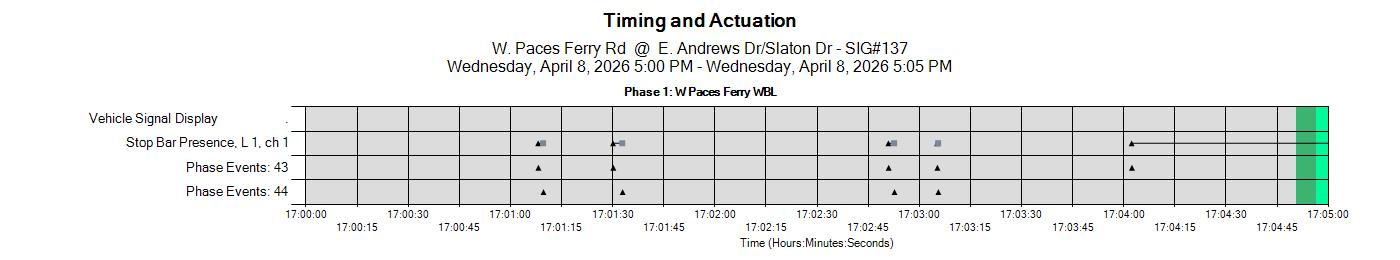 Timing and Actuation
W. Paces Ferry Rd @ E. Andrews Dr/Slaton Dr - SIG#137
Wednesday, April 8, 2026 5:00 PM - Wednesday, April 8, 2026 5:05 PM
Phase 1: W Paces Ferry WBL
Vehicle Signal Display .
Stop Bar Presence, L 1, ch 1
Phase Events: 43
Phase Events: 44
17:00:00 17:00:30 17:01:00 17:01:30 17:02:00 17:02:30 17:03:00 17:03:30 17:04:00 17:04:30 17:05:00
17:00:15 17:00:45 17:01:15 17:01:45 17:02:15 17:02:45 17:03:15 17:03:45 17:04:15 17:04:45
Time (Hours:Minutes:Seconds)